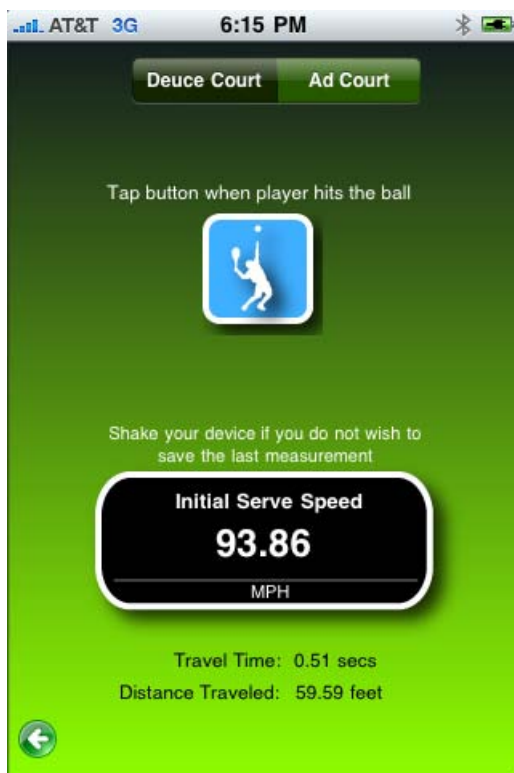 AT&T 3G 6:15 PM
Deuce Court Ad Court
Tap button when player hits the ball
Shake your device if you do not wish to
save the last measurement
Initial Serve Speed
93.86
MPH
Travel Time: 0.51 secs
Distance Traveled: 59.59 feet